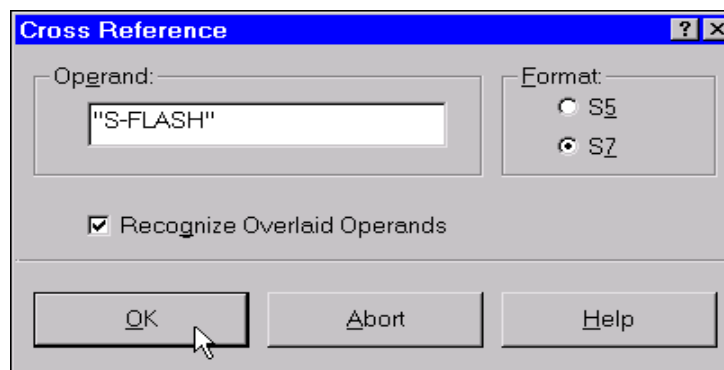 Cross Reference
Operand:
"S-FLASH"
Format:
S5
S7
Recognize Overlaid Operands
OK
Abort
Help